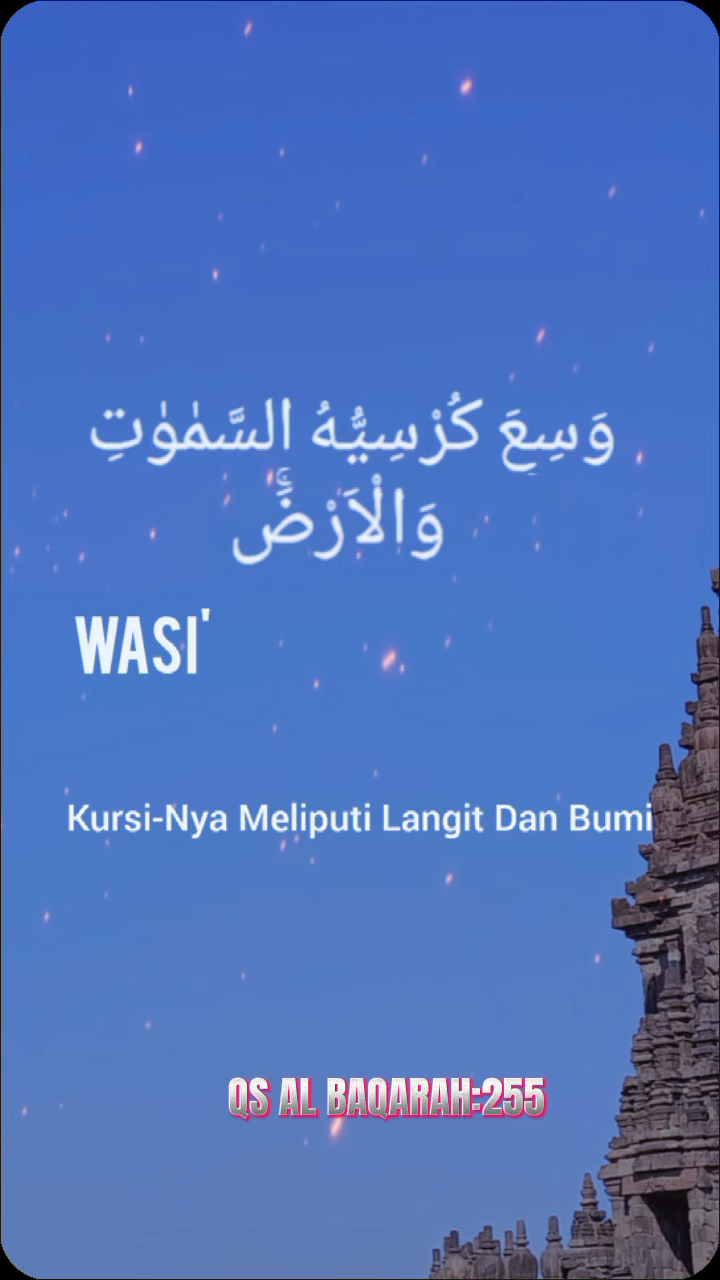 وَسِعَ كُرْسِيُّهُ السَّمٰوٰتِ
وَالْاَرْضَۚ
WASI'
Kursi-Nya Meliputi Langit Dan Bumi
QS AL BAQARAH:255